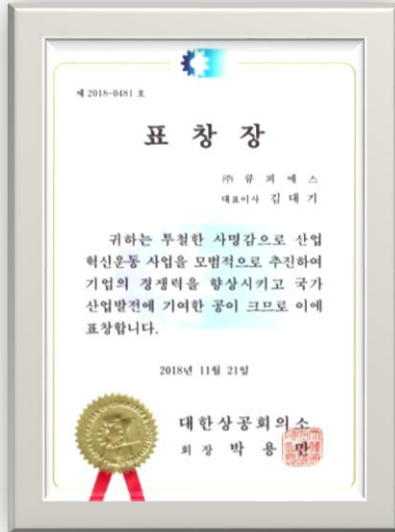 제 2018-0481 호
표 창 장
㈜ 큐 피 에 스
대표이사 김 대 기
귀하는 투철한 사명감으로 산업
혁신운동 사업을 모범적으로 추진하여
기업의 경쟁력을 향상시키고 국가
산업발전에 기여한 공이 크므로 이에
표창합니다.
2018년 11월 21일
대한상공회의소
회 장 박 용 만